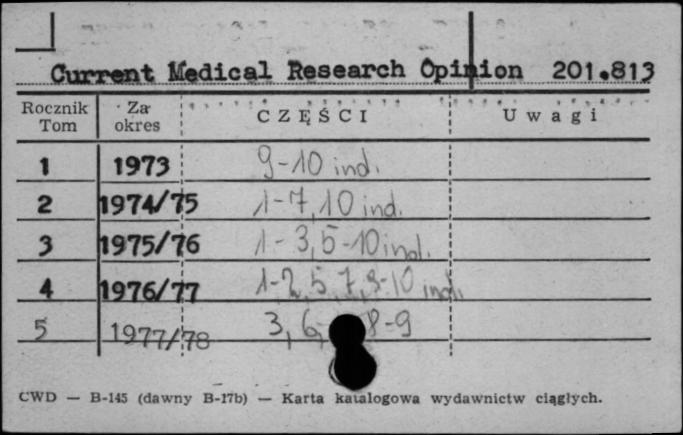 Current Medical Research Opinion 201.813
Rocznik Tom Za okres CZĘŚCI Uwagi
1 1973 9-10 ind.
2 1974/75 1-7, 10 ind.
3 1975/76 1-3, 5-10 ind.
4 1976/77 1-2, 5, 7, 9-10 ind.
5 1977/78 3, 6, 8-9
CWD — B-145 (dawny B-17b) — Karta katalogowa wydawnictw ciągłych.